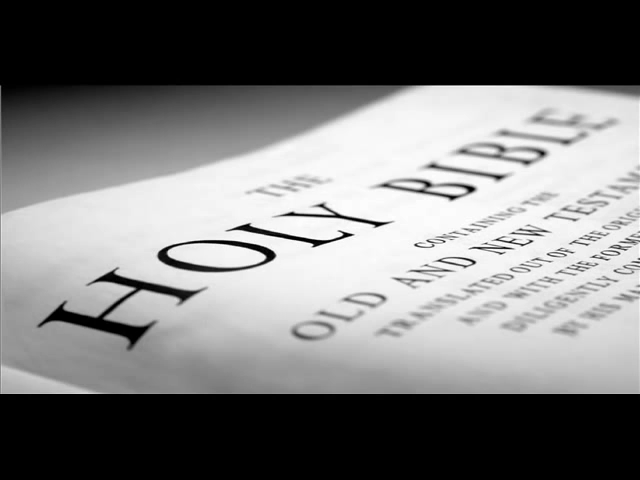 THE
HOLY BIBLE
CONTAINING THE
OLD AND NEW
TRANSLATED OUT OF THE
AND WITH THE
DILIGENTLY
BY HIS